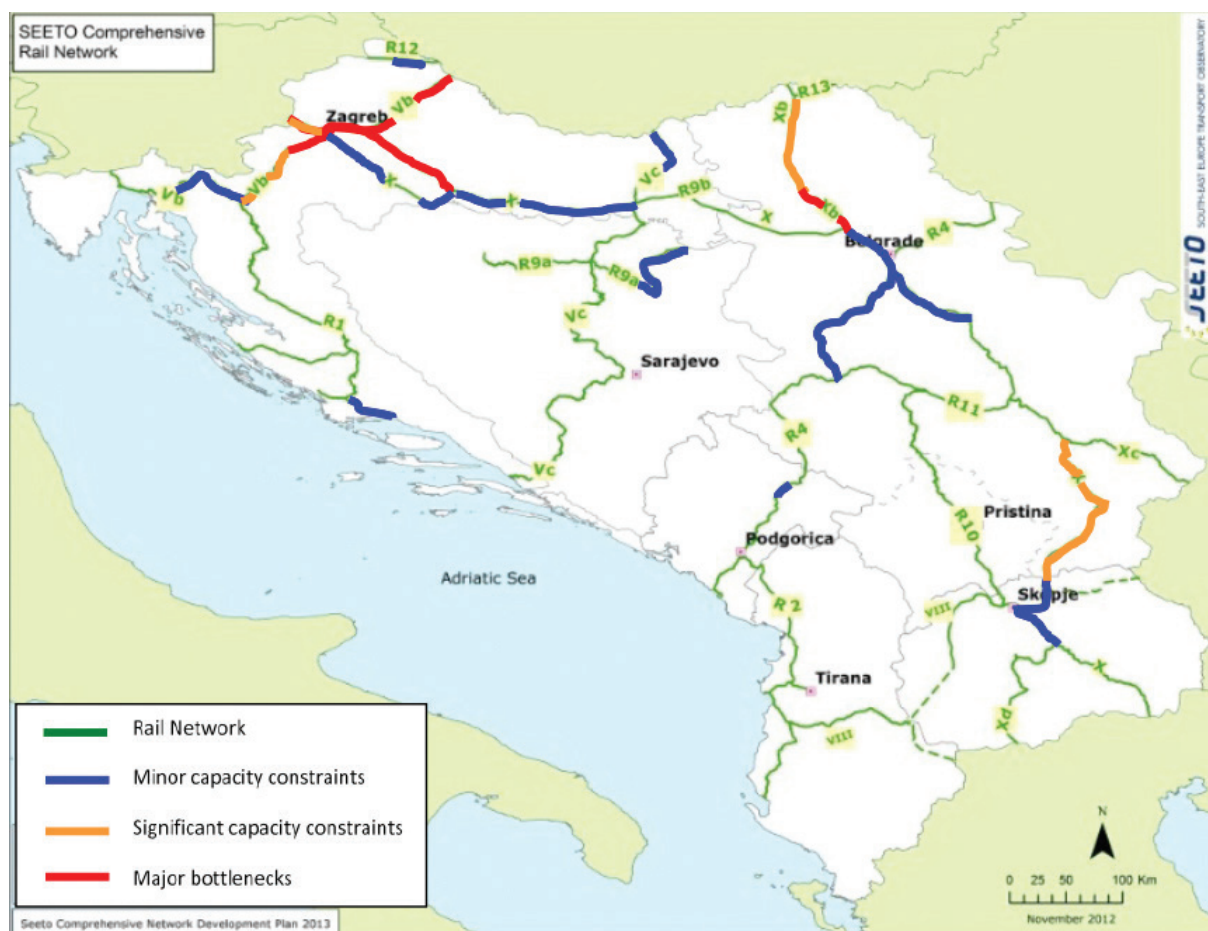 SEETO Comprehensive
Rail Network
R12
Vb
Zagreb
Xb
R13
SOUTH-EAST EUROPE TRANSPORT OBSERVATORY
SEETO
Vb
Vb
X
X
Vc
R9b
X
Xb
Belgrade
R4
R9a
R9a
R1
Vc
Sarajevo
R4
R11
Xc
X
Vc
Pristina
R10
Podgorica
Adriatic Sea
R 2
VIII
Skopje
Tirana
X
Xd
VIII
Rail Network
Minor capacity constraints
Significant capacity constraints
Major bottlenecks
N
0 25 50 100 Km
November 2012
Seeto Comprehensive Network Development Plan 2013